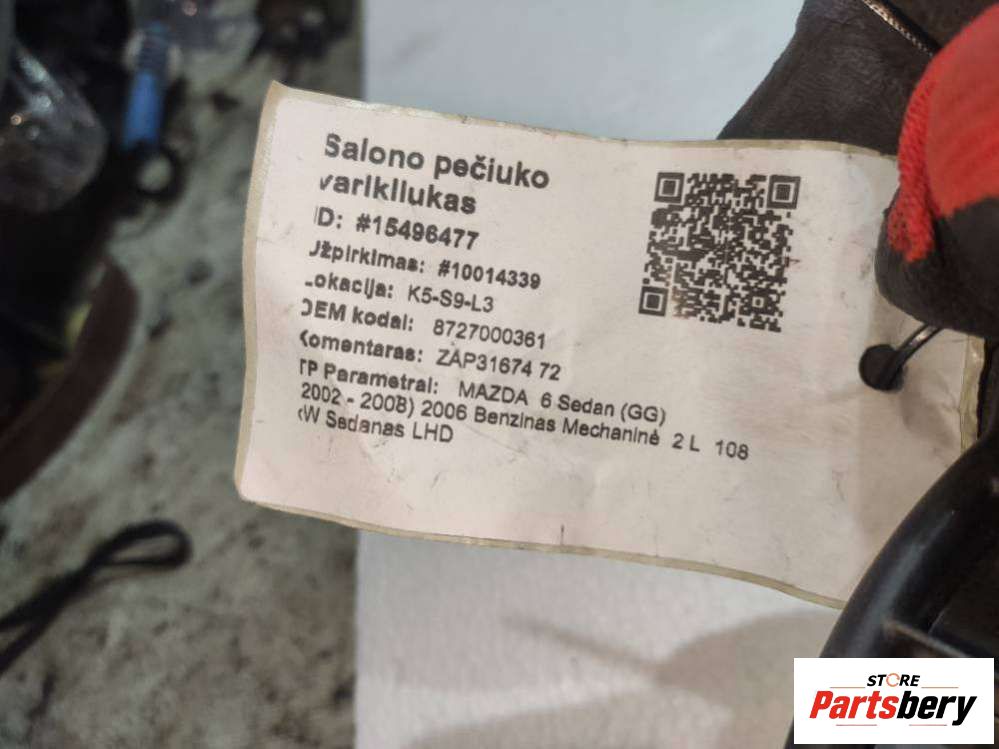 Salono pečiuko
varikliukas
ID: #15496477
Užpirkimas: #10014339
Lokacija: K5-S9-L3
OEM kodai: 8727000361
Komentaras: ZAP31674 72
TP Parametrai: MAZDA 6 Sedan (GG)
2002 - 2008) 2006 Benzinas Mechaninė 2 L 108
kW Sedanas LHD
STORE
Partsbery